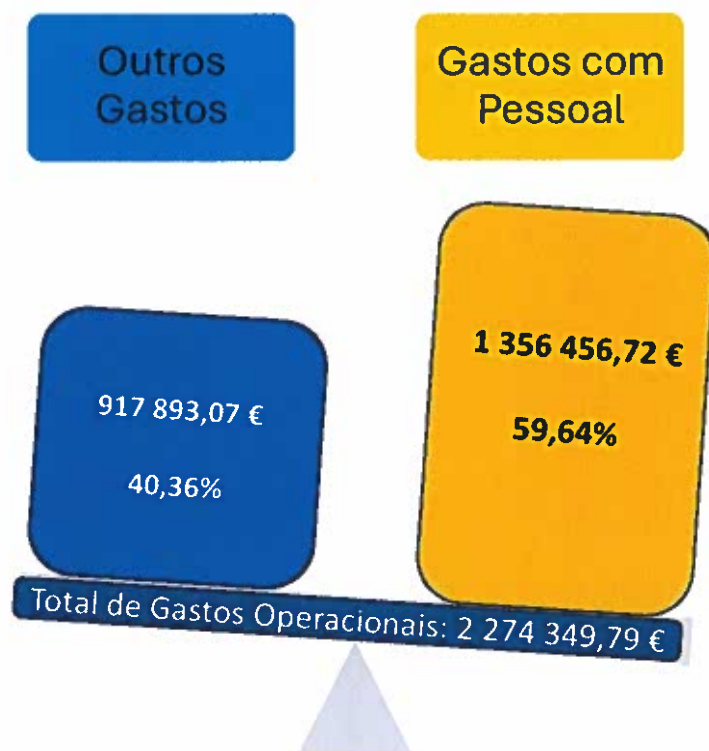 Outros
Gastos
Gastos com
Pessoal
917 893,07 €
40,36%
1 356 456,72 €
59,64%
Total de Gastos Operacionais: 2 274 349,79 €